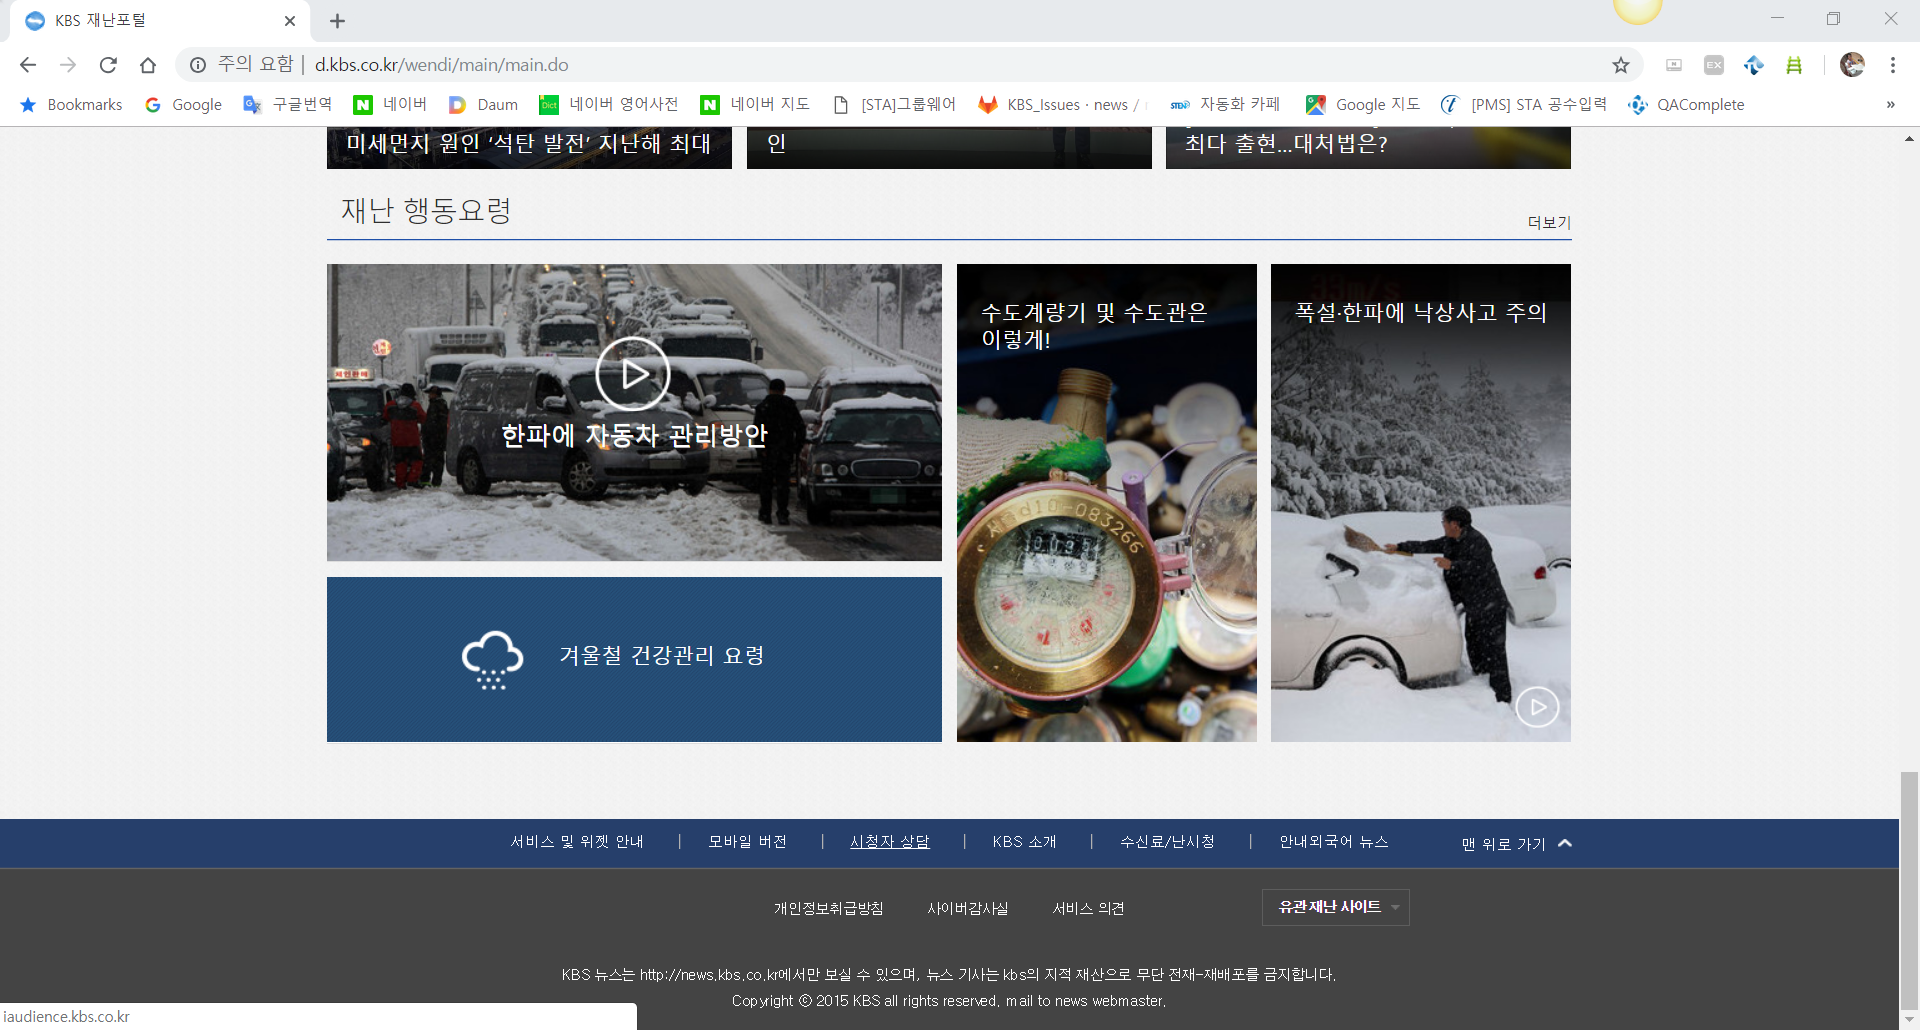 KBS 재난포털
주의 요함 | d.kbs.co.kr/wendi/main/main.do
Bookmarks Google 구글번역 네이버 Daum 네이버 영어사전 네이버 지도 [STA]그룹웨어 KBS_Issues · news / 자동화 카페 Google 지도 [PMS] STA 공수입력 QAComplete »
미세먼지 원인 ‘석탄 발전’ 지난해 최대
인
최다 출현...대처법은?
재난 행동요령
더보기
한파에 자동차 관리방안
수도계량기 및 수도관은
이렇게!
폭설·한파에 낙상사고 주의
서울d10-083266
겨울철 건강관리 요령
서비스 및 위젯 안내 | 모바일 버전 | 시청자 상담 | KBS 소개 | 수신료/난시청 | 안내외국어 뉴스
맨 위로 가기
개인정보취급방침 사이버감사실 서비스 의견
유관 재난 사이트
KBS 뉴스는 http://news.kbs.co.kr에서만 보실 수 있으며, 뉴스 기사는 kbs의 지적 재산으로 무단 전재-재배포를 금지합니다.
Copyright ⓒ 2015 KBS all rights reserved. mail to news webmaster.
iaudience.kbs.co.kr